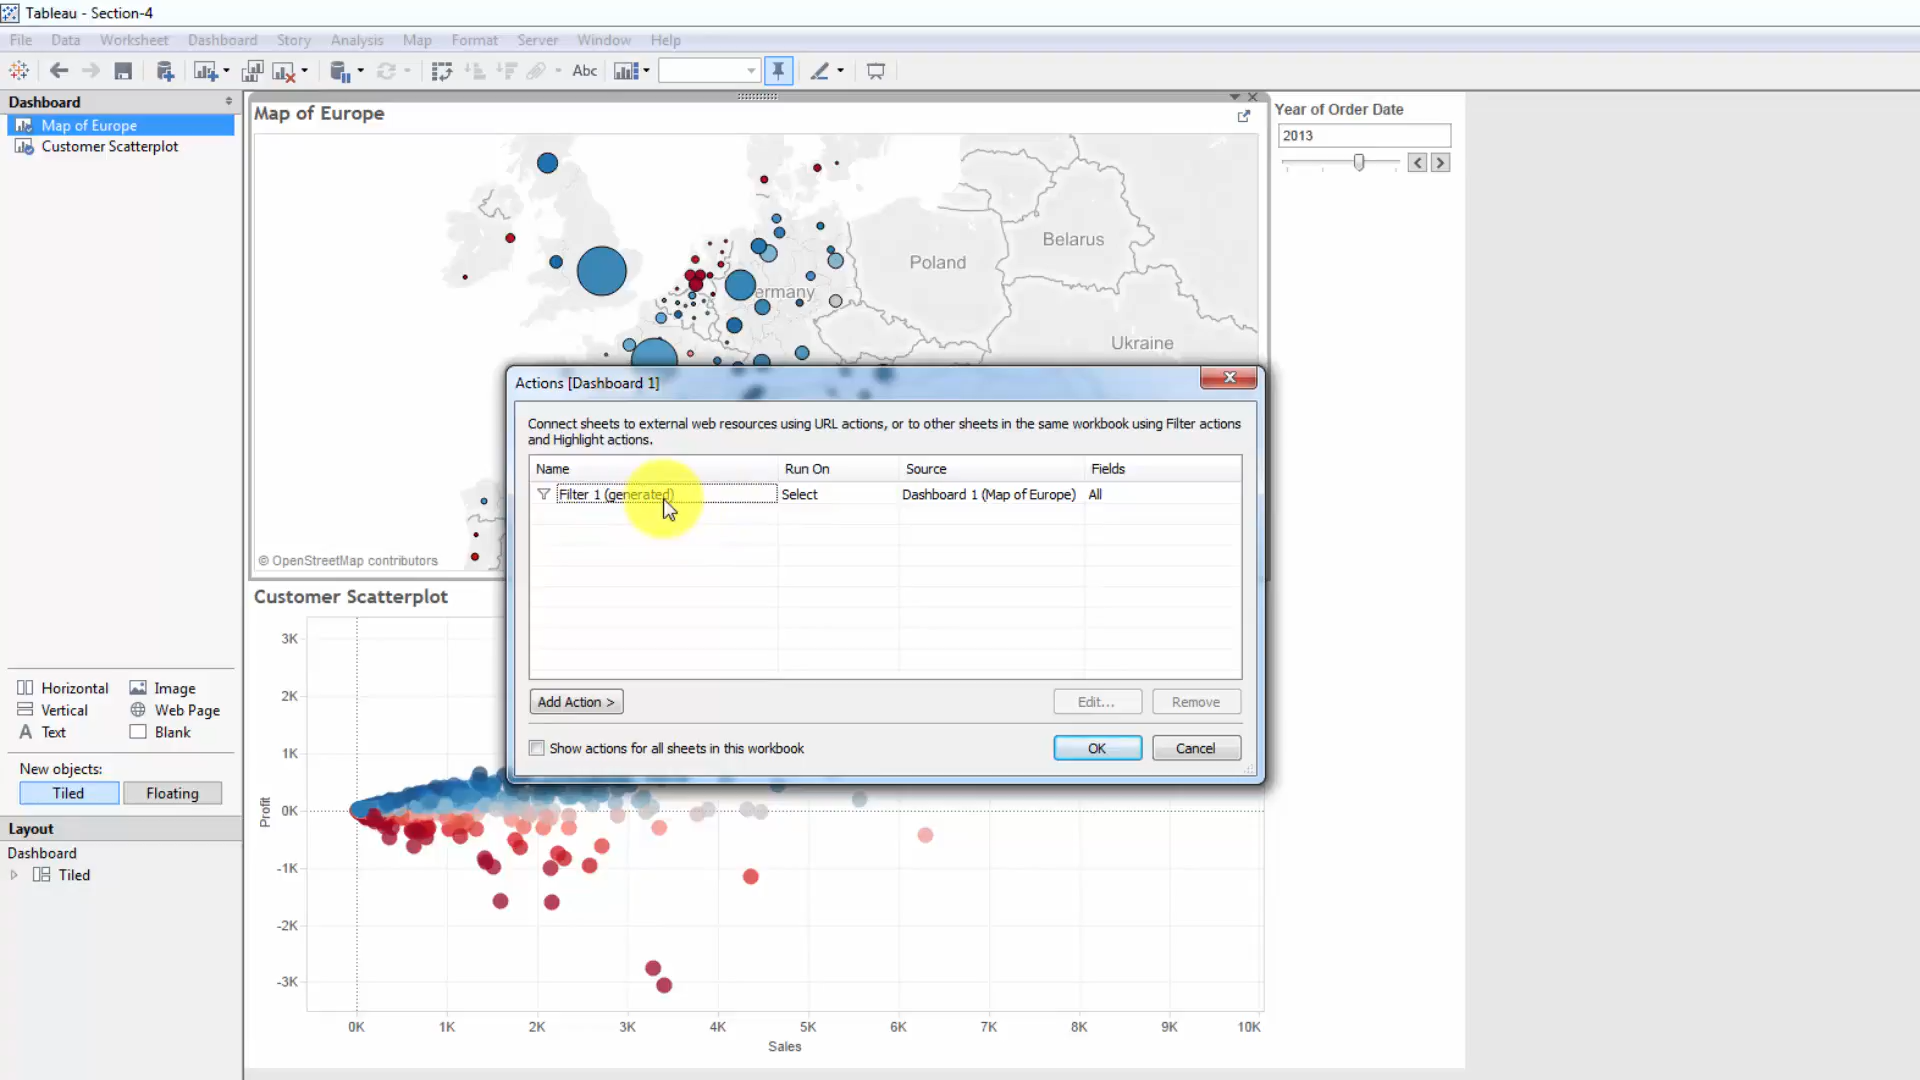 Tableau - Section-4
File Data Worksheet Dashboard Story Analysis Map Format Server Window Help
Abc
Dashboard
Map of Europe
Customer Scatterplot
Map of Europe
Year of Order Date
2013
Belarus
Poland
ermany
Ukraine
© OpenStreetMap contributors
Actions [Dashboard 1]
Connect sheets to external web resources using URL actions, or to other sheets in the same workbook using Filter actions
and Highlight actions.
Name Run On Source Fields
Filter 1 (generated) Select Dashboard 1 (Map of Europe) All
Add Action > Edit... Remove
Show actions for all sheets in this workbook OK Cancel
Customer Scatterplot
3K
2K
1K
0K
-1K
-2K
-3K
Profit
0K 1K 2K 3K 4K 5K 6K 7K 8K 9K 10K
Sales
Horizontal Image
Vertical Web Page
A Text Blank
New objects:
Tiled Floating
Layout
Dashboard
Tiled